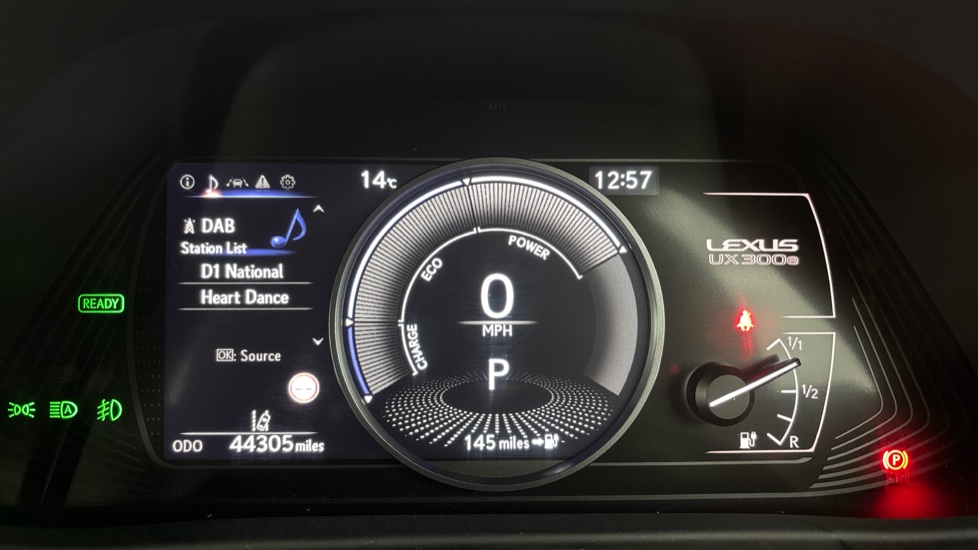 14°C
12:57
DAB
Station List
D1 National
Heart Dance
OK: Source
ODO 44305 miles
READY
A
CHARGE
ECO
POWER
0
MPH
P
145 miles
LEXUS
UX300e
1/1
1/2
R
P